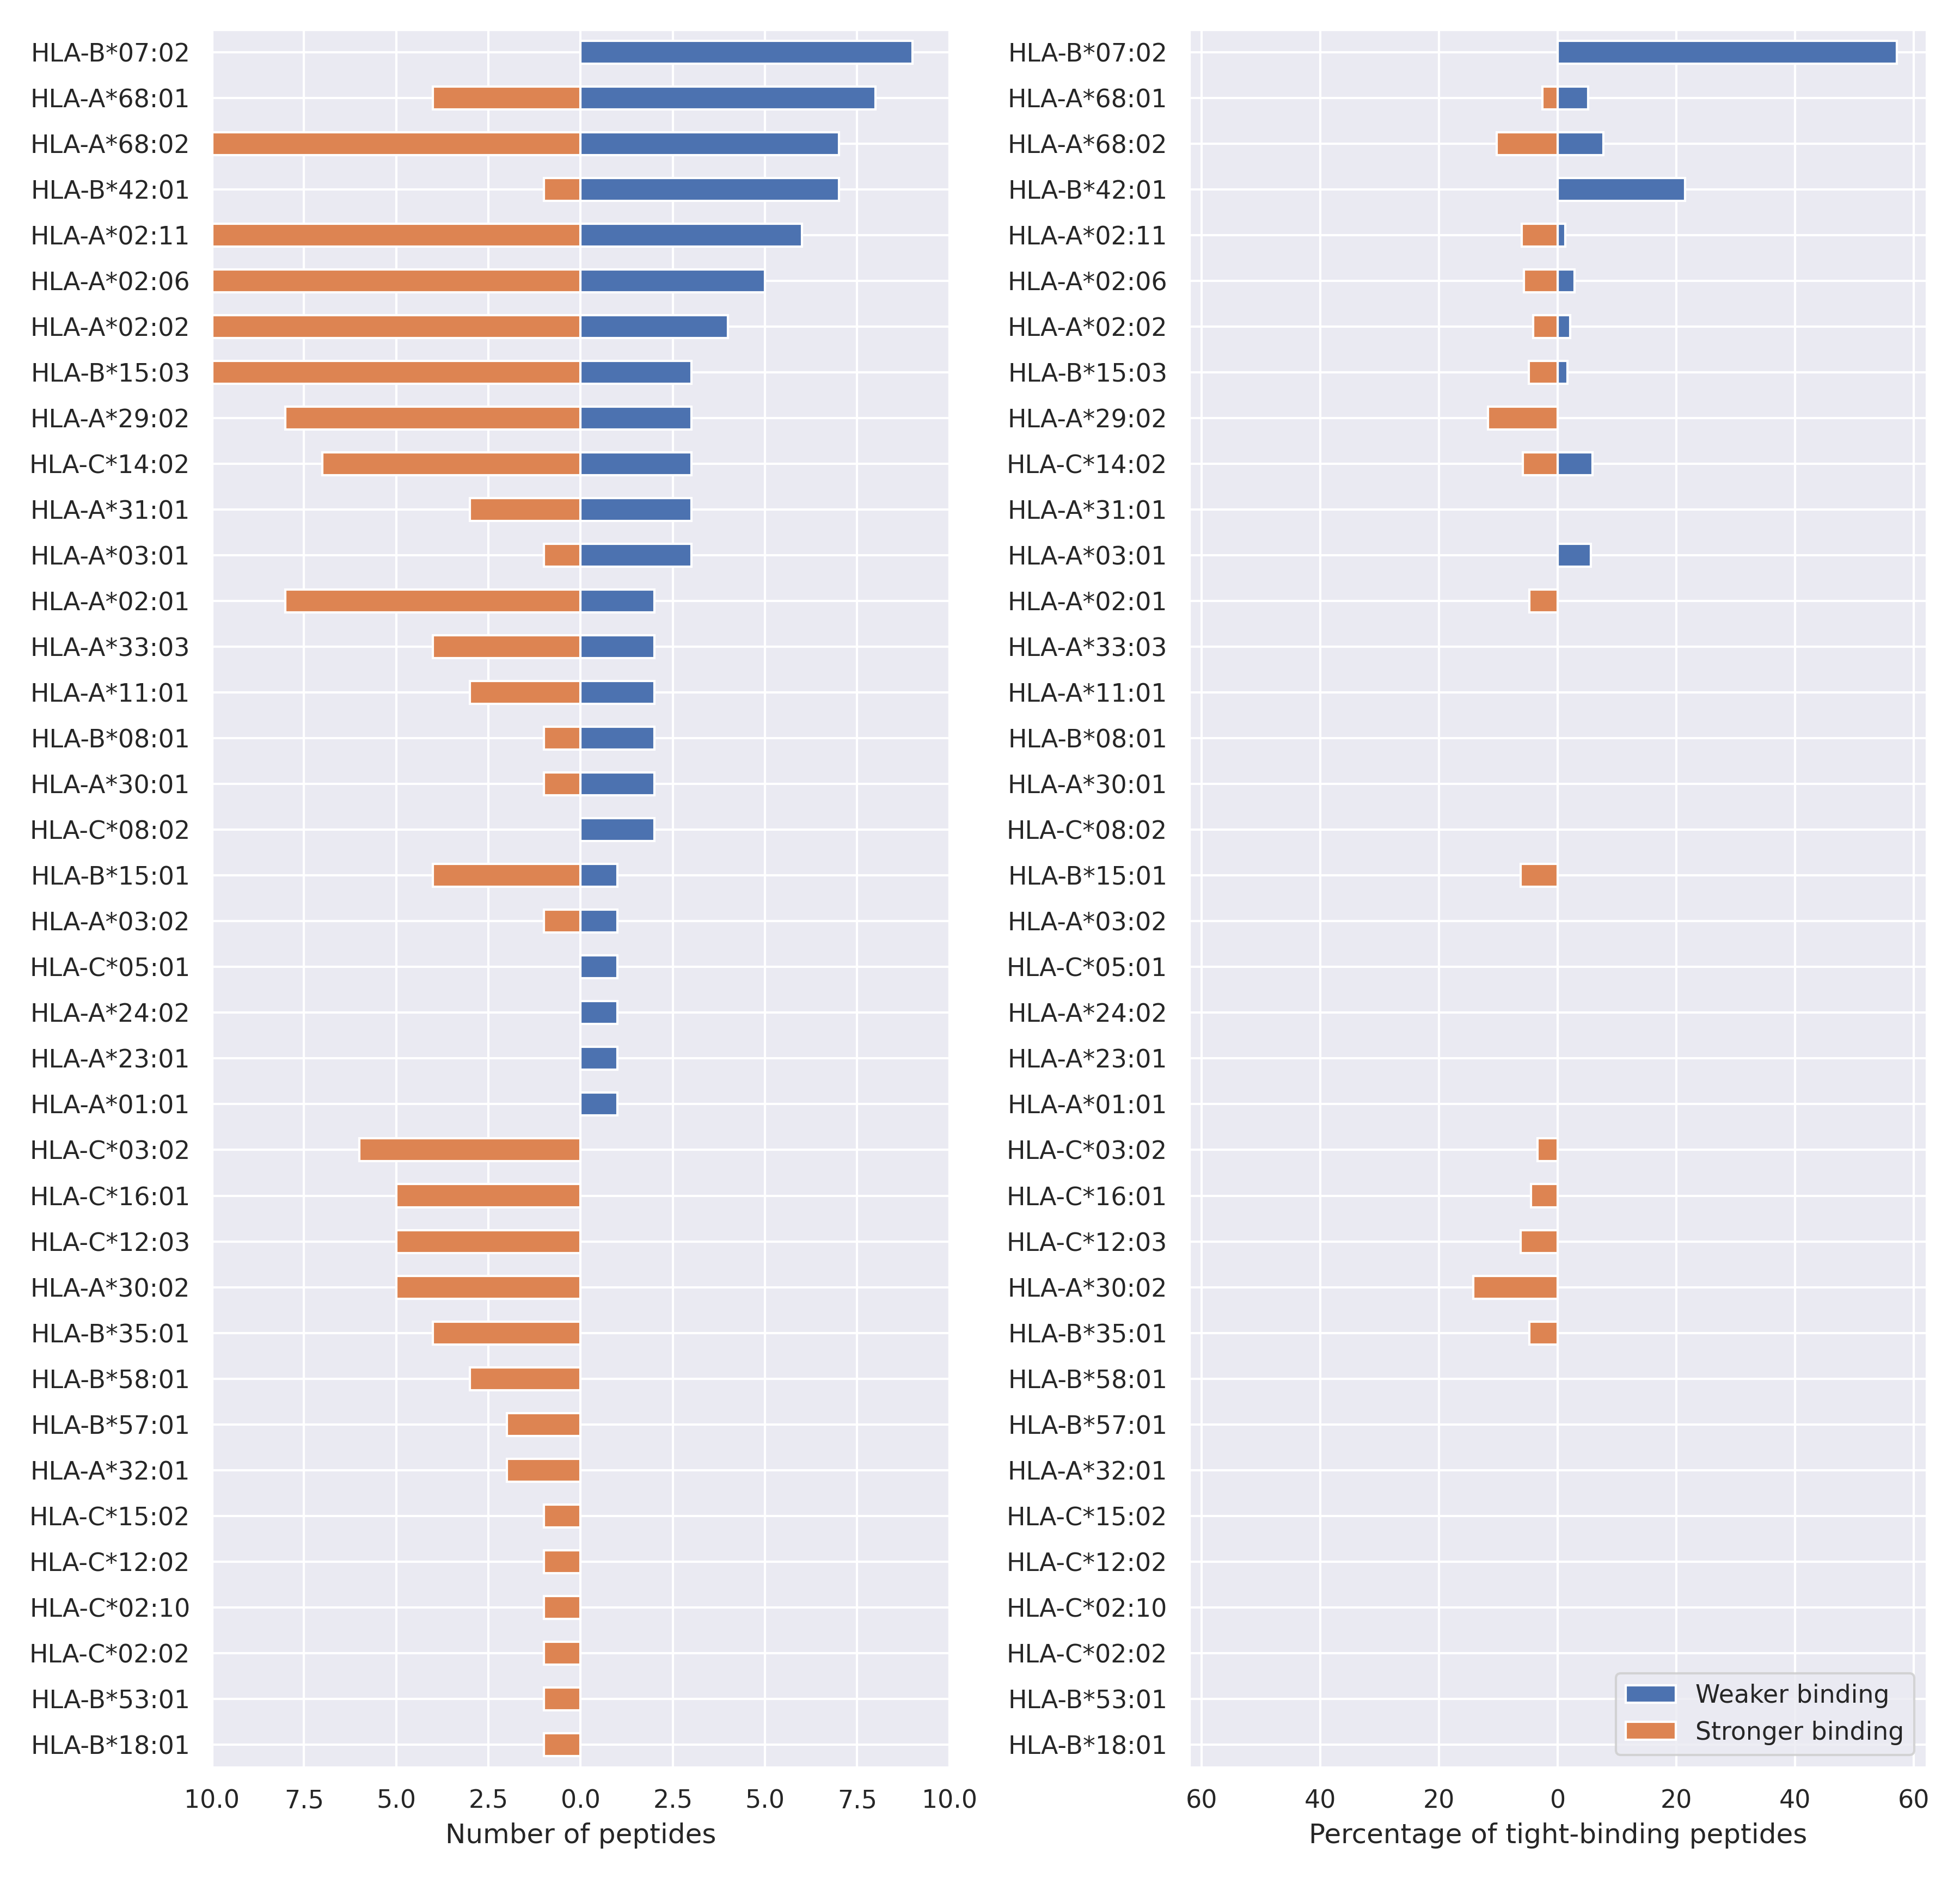 HLA-B*07:02
HLA-A*68:01
HLA-A*68:02
HLA-B*42:01
HLA-A*02:11
HLA-A*02:06
HLA-A*02:02
HLA-B*15:03
HLA-A*29:02
HLA-C*14:02
HLA-A*31:01
HLA-A*03:01
HLA-A*02:01
HLA-A*33:03
HLA-A*11:01
HLA-B*08:01
HLA-A*30:01
HLA-C*08:02
HLA-B*15:01
HLA-A*03:02
HLA-C*05:01
HLA-A*24:02
HLA-A*23:01
HLA-A*01:01
HLA-C*03:02
HLA-C*16:01
HLA-C*12:03
HLA-A*30:02
HLA-B*35:01
HLA-B*58:01
HLA-B*57:01
HLA-A*32:01
HLA-C*15:02
HLA-C*12:02
HLA-C*02:10
HLA-C*02:02
HLA-B*53:01
HLA-B*18:01
10.0 7.5 5.0 2.5 0.0 2.5 5.0 7.5 10.0
Number of peptides
HLA-B*07:02
HLA-A*68:01
HLA-A*68:02
HLA-B*42:01
HLA-A*02:11
HLA-A*02:06
HLA-A*02:02
HLA-B*15:03
HLA-A*29:02
HLA-C*14:02
HLA-A*31:01
HLA-A*03:01
HLA-A*02:01
HLA-A*33:03
HLA-A*11:01
HLA-B*08:01
HLA-A*30:01
HLA-C*08:02
HLA-B*15:01
HLA-A*03:02
HLA-C*05:01
HLA-A*24:02
HLA-A*23:01
HLA-A*01:01
HLA-C*03:02
HLA-C*16:01
HLA-C*12:03
HLA-A*30:02
HLA-B*35:01
HLA-B*58:01
HLA-B*57:01
HLA-A*32:01
HLA-C*15:02
HLA-C*12:02
HLA-C*02:10
HLA-C*02:02
HLA-B*53:01
HLA-B*18:01
Weaker binding
Stronger binding
60 40 20 0 20 40 60
Percentage of tight-binding peptides